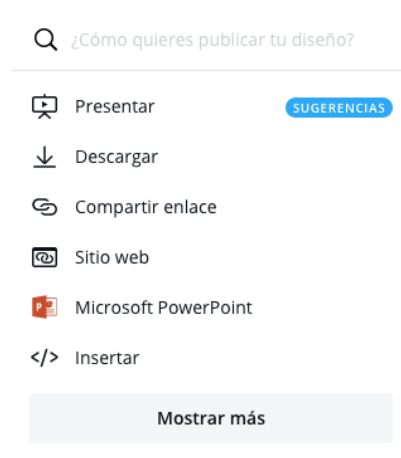 ¿Cómo quieres publicar tu diseño?
Presentar SUGERENCIAS
Descargar
Compartir enlace
Sitio web
Microsoft PowerPoint
</> Insertar
Mostrar más